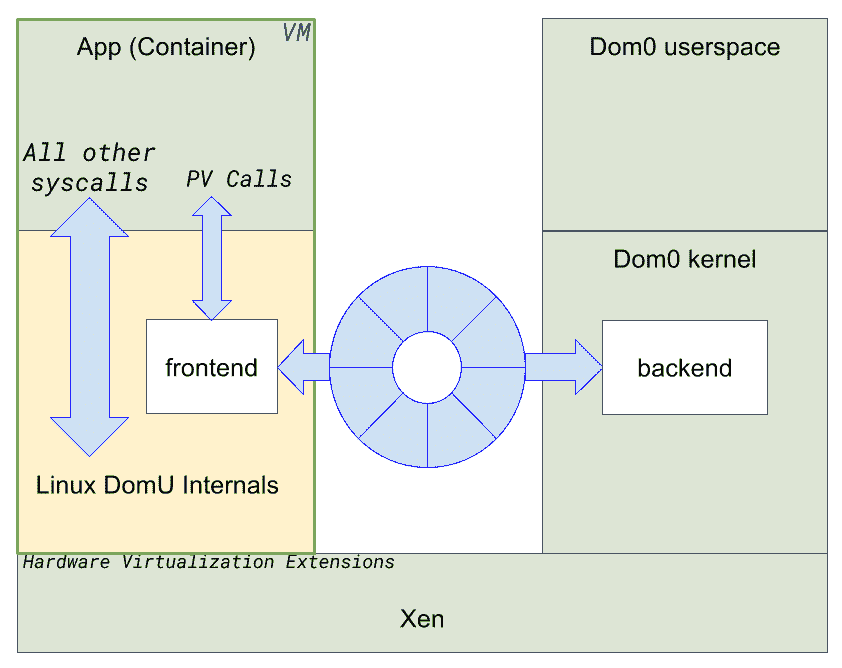 VM
App (Container)
Dom0 userspace
All other
syscalls
PV Calls
Dom0 kernel
frontend
backend
Linux DomU Internals
Hardware Virtualization Extensions
Xen